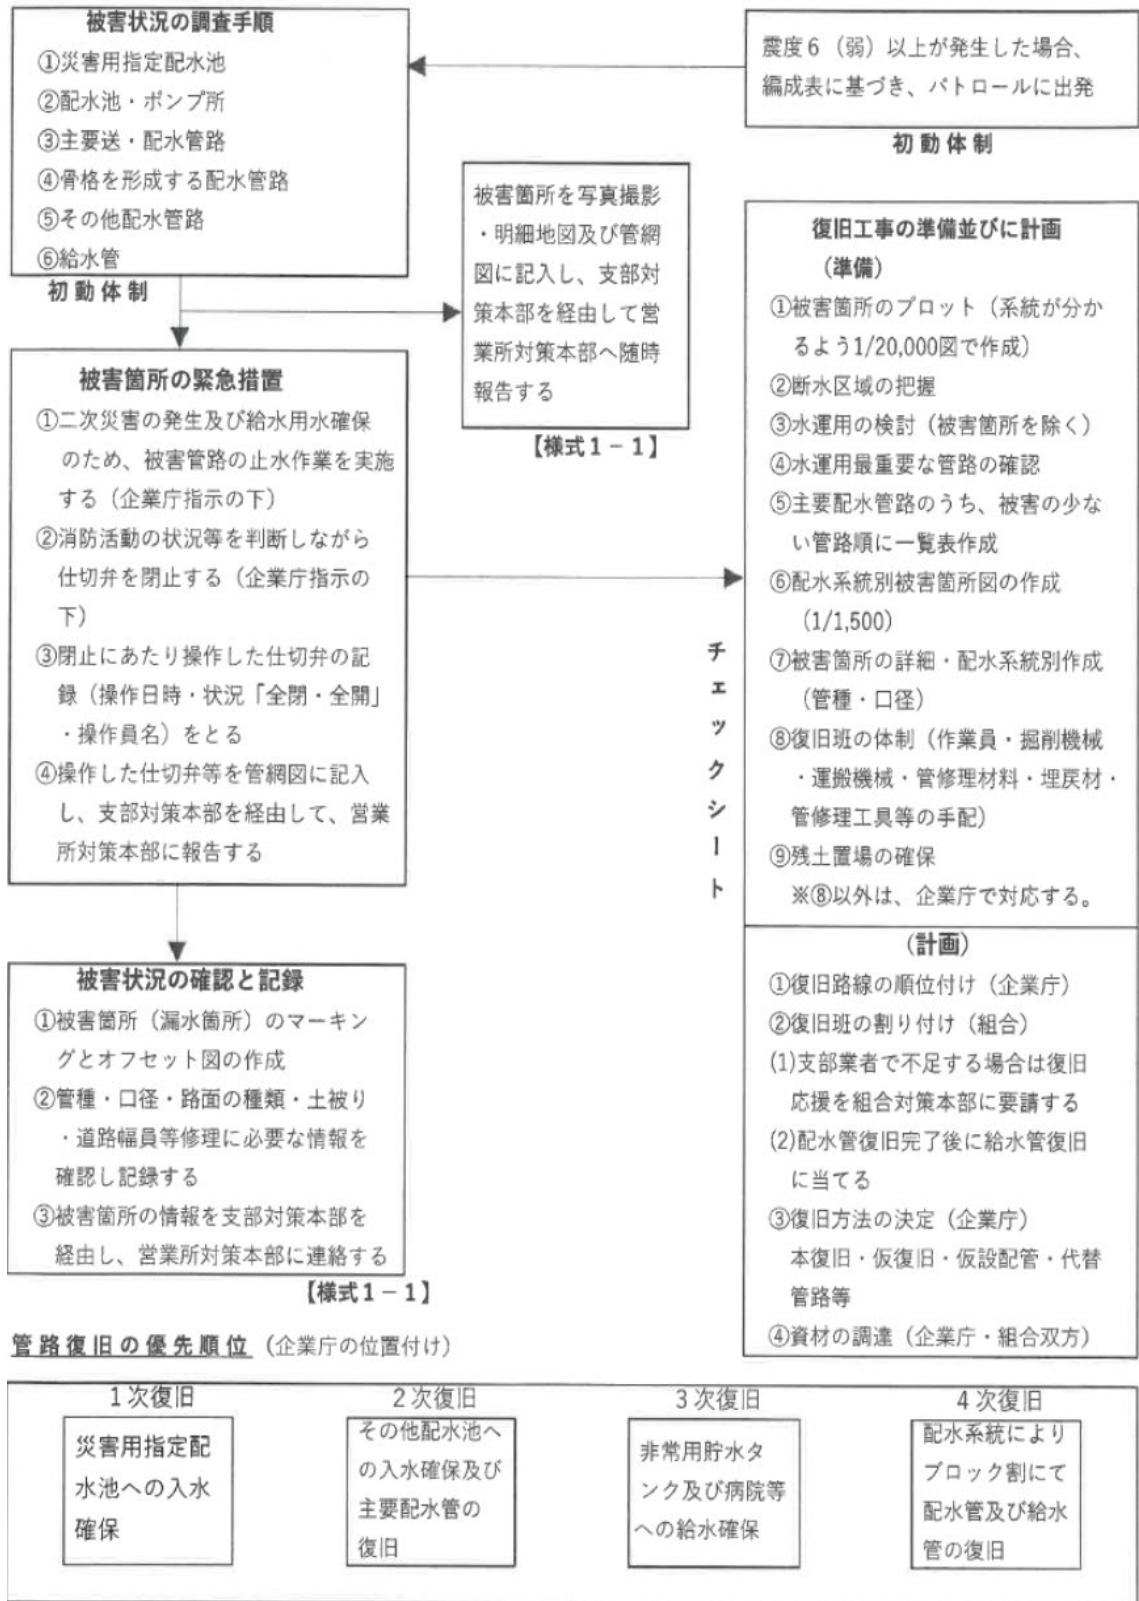 被害状況の調査手順
①災害用指定配水池
②配水池・ポンプ所
③主要送・配水管路
④骨格を形成する配水管路
⑤その他配水管路
⑥給水管
初動体制
震度6（弱）以上が発生した場合、
編成表に基づき、パトロールに出発
初動体制
被害箇所を写真撮影
・明細地図及び管網
図に記入し、支部対
策本部を経由して営
業所対策本部へ随時
報告する
【様式1－1】
被害箇所の緊急措置
①二次災害の発生及び給水用水確保
のため、被害管路の止水作業を実施
する（企業庁指示の下）
②消防活動の状況等を判断しながら
仕切弁を閉止する（企業庁指示の
下）
③閉止にあたり操作した仕切弁の記
録（操作日時・状況「全閉・全開」
・操作員名）をとる
④操作した仕切弁等を管網図に記入
し、支部対策本部を経由して、営業
所対策本部に報告する
チェックシート
復旧工事の準備並びに計画
(準備)
①被害箇所のプロット（系統が分か
るよう1/20,000図で作成）
②断水区域の把握
③水運用の検討（被害箇所を除く）
④水運用最重要な管路の確認
⑤主要配水管路のうち、被害の少な
い管路順に一覧表作成
⑥配水系統別被害箇所図の作成
(1/1,500)
⑦被害箇所の詳細・配水系統別作成
（管種・口径）
⑧復旧班の体制（作業員・掘削機械
・運搬機械・管修理材料・埋戻材・
管修理工具等の手配）
⑨残土置場の確保
※⑧以外は、企業庁で対応する。
(計画)
①復旧路線の順位付け（企業庁）
②復旧班の割り付け（組合）
(1)支部業者で不足する場合は復旧
応援を組合対策本部に要請する
(2)配水管復旧完了後に給水管復旧
に当てる
③復旧方法の決定（企業庁）
本復旧・仮復旧・仮設配管・代替
管路等
④資材の調達（企業庁・組合双方）
被害状況の確認と記録
①被害箇所（漏水箇所）のマーキン
グとオフセット図の作成
②管種・口径・路面の種類・土被り
・道路幅員等修理に必要な情報を
確認し記録する
③被害箇所の情報を支部対策本部を
経由し、営業所対策本部に連絡する
【様式1－1】
管路復旧の優先順位（企業庁の位置付け）
1次復旧
災害用指定配
水池への入水
確保
2次復旧
その他配水池へ
の入水確保及び
主要配水管の
復旧
3次復旧
非常用貯水タ
ンク及び病院等
への給水確保
4次復旧
配水系統により
ブロック割にて
配水管及び給水
管の復旧